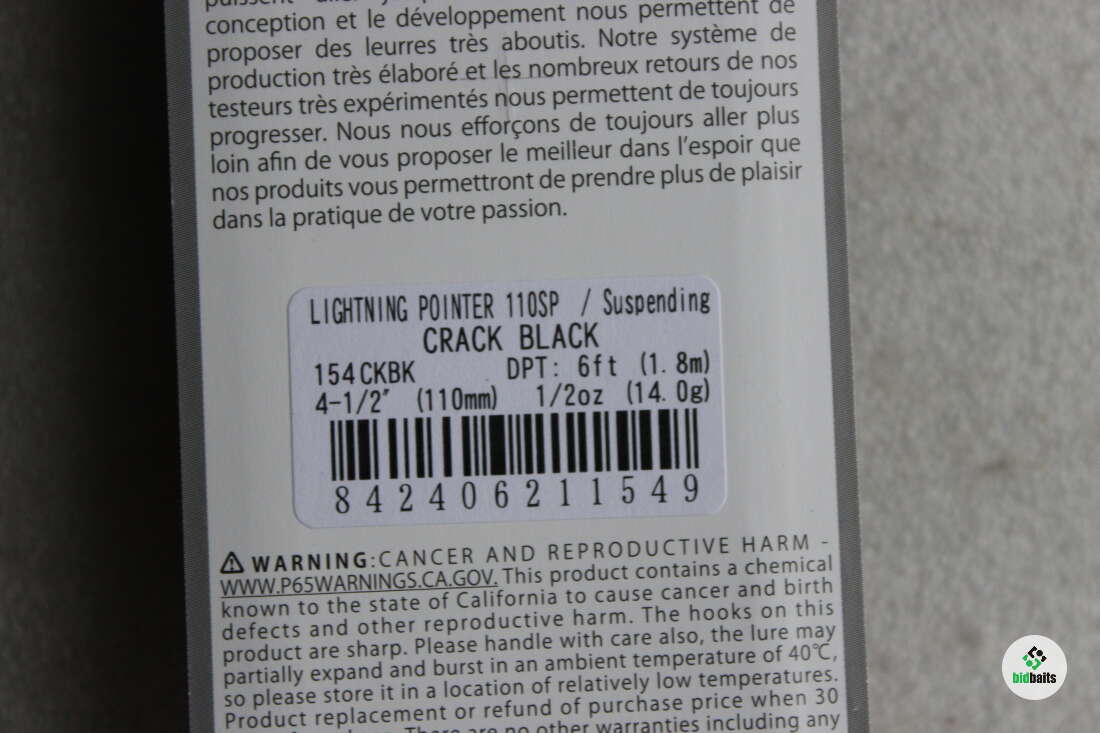 conception et le développement nous permettent de
proposer des leurres très aboutis. Notre système de
production très élaboré et les nombreux retours de nos
testeurs très expérimentés nous permettent de toujours
progresser. Nous nous efforçons de toujours aller plus
loin afin de vous proposer le meilleur dans l'espoir que
nos produits vous permettront de prendre plus de plaisir
dans la pratique de votre passion.
LIGHTNING POINTER 110SP / Suspending
CRACK BLACK
154CKBK DPT: 6ft (1.8m)
4-1/2" (110mm) 1/2oz (14.0g)
842406211549
⚠ WARNING:CANCER AND REPRODUCTIVE HARM -
WWW.P65WARNINGS.CA.GOV. This product contains a chemical
known to the state of California to cause cancer and birth
defects and other reproductive harm. The hooks on this
product are sharp. Please handle with care also, the lure may
partially expand and burst in an ambient temperature of 40℃,
so please store it in a location of relatively low temperatures.
Product replacement or refund of purchase price when 30
There are no other warranties including any
bidbaits